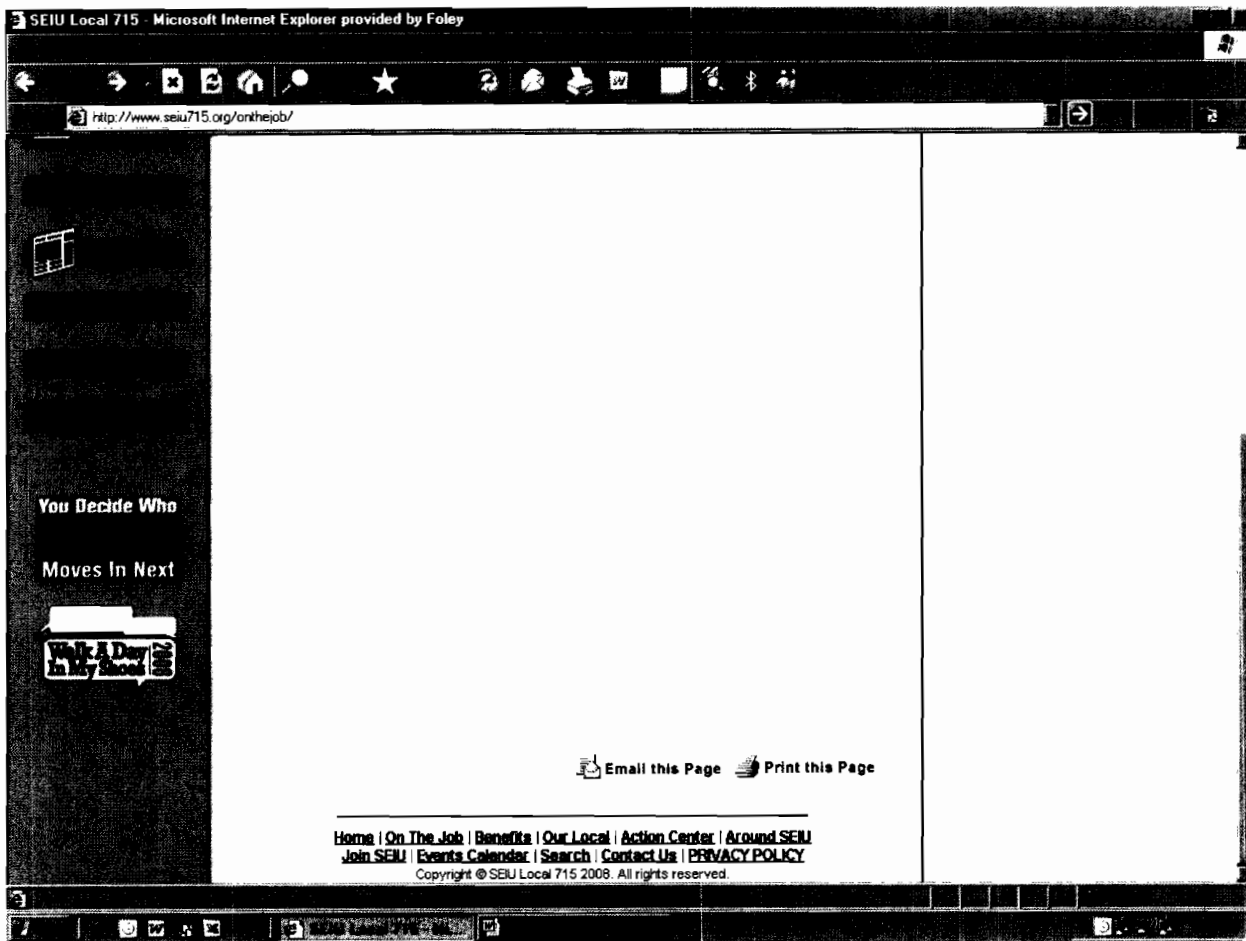 SEIU Local 715 - Microsoft Internet Explorer provided by Foley
http://www.seiu715.org/onthejob/
You Decide Who
Moves In Next
Walk A Day
In My Shoes 2008
Email this Page Print this Page
Home | On The Job | Benefits | Our Local | Action Center | Around SEIU
Join SEIU | Events Calendar | Search | Contact Us | PRIVACY POLICY
Copyright © SEIU Local 715 2008. All rights reserved.